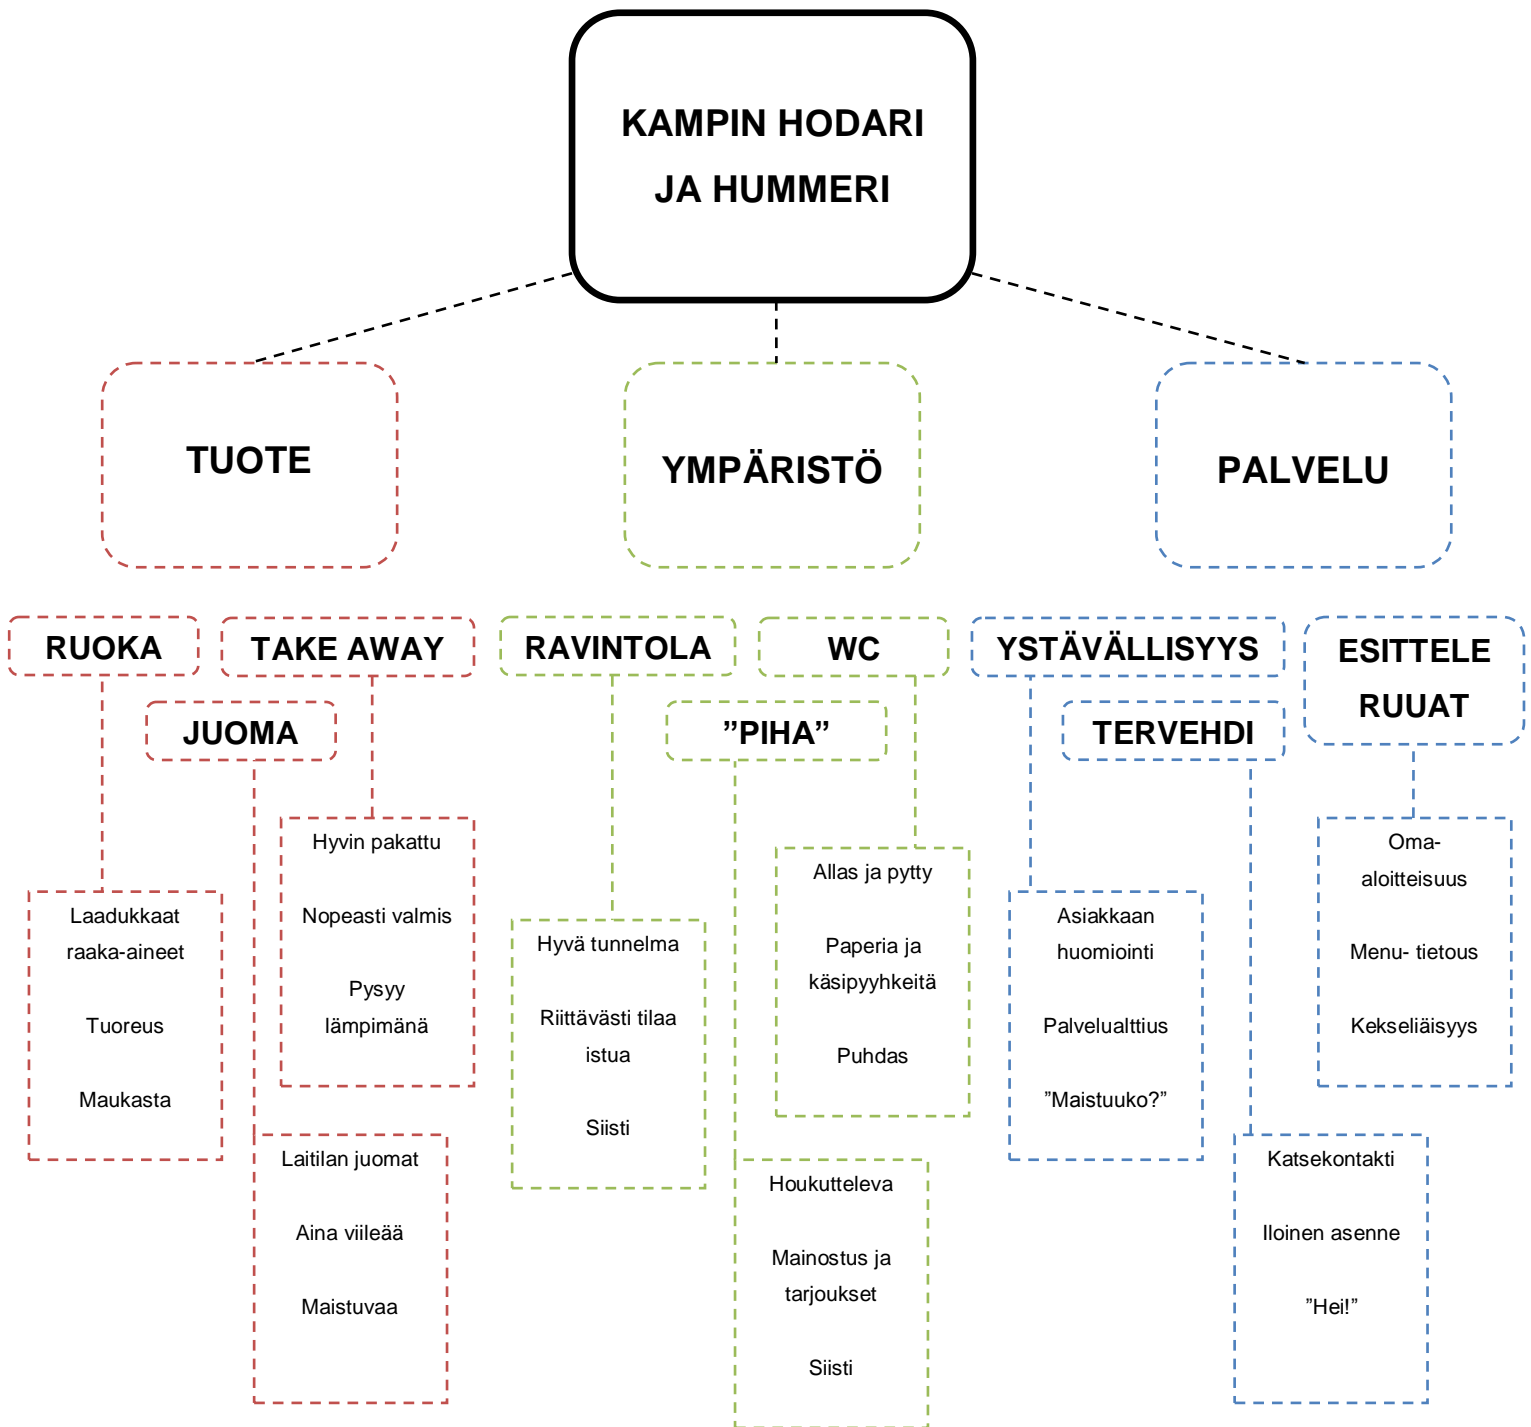 KAMPIN HODARI
JA HUMMERI
TUOTE
YMPÄRISTÖ
PALVELU
RUOKA
TAKE AWAY
JUOMA
RAVINTOLA
WC
”PIHA”
YSTÄVÄLLISYYS
TERVEHDI
ESITTELE
RUUAT
Laadukkaat
raaka-aineet
Tuoreus
Maukasta
Hyvin pakattu
Nopeasti valmis
Pysyy
lämpimänä
Laitilan juomat
Aina viileää
Maistuvaa
Hyvä tunnelma
Riittävästi tilaa
istua
Siisti
Allas ja pytty
Paperia ja
käsipyyhkeitä
Puhdas
Houkutteleva
Mainostus ja
tarjoukset
Siisti
Asiakkaan
huomiointi
Palvelualttius
”Maistuuko?”
Oma-
aloitteisuus
Menu- tietous
Kekseliäisyys
Katsekontakti
Iloinen asenne
”Hei!”